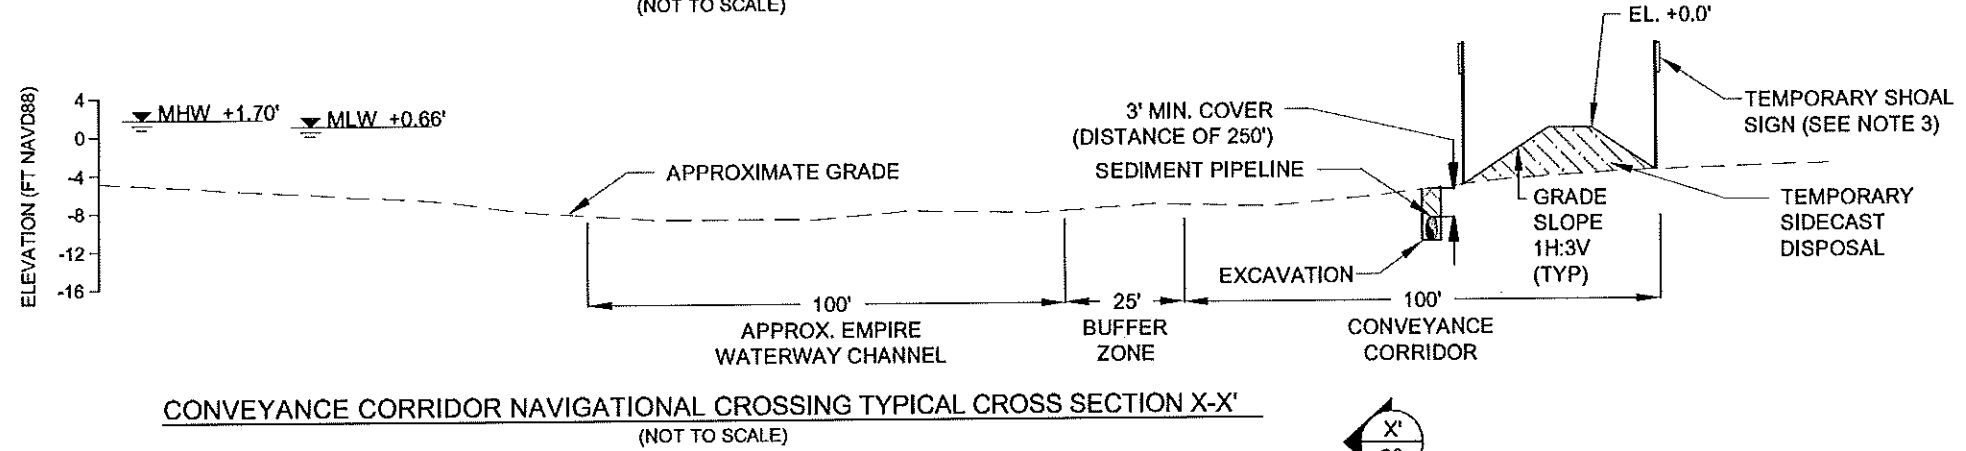 (NOT TO SCALE)
EL. +0.0'
ELEVATION (FT NAVD88)
4
0
-4
-8
-12
-16
MHW +1.70'
MLW +0.66'
APPROXIMATE GRADE
3' MIN. COVER
(DISTANCE OF 250')
SEDIMENT PIPELINE
EXCAVATION
TEMPORARY SHOAL
SIGN (SEE NOTE 3)
GRADE
SLOPE
1H:3V
(TYP)
TEMPORARY
SIDECAST
DISPOSAL
100'
APPROX. EMPIRE
WATERWAY CHANNEL
25'
BUFFER
ZONE
100'
CONVEYANCE
CORRIDOR
CONVEYANCE CORRIDOR NAVIGATIONAL CROSSING TYPICAL CROSS SECTION X-X'
(NOT TO SCALE)
X'